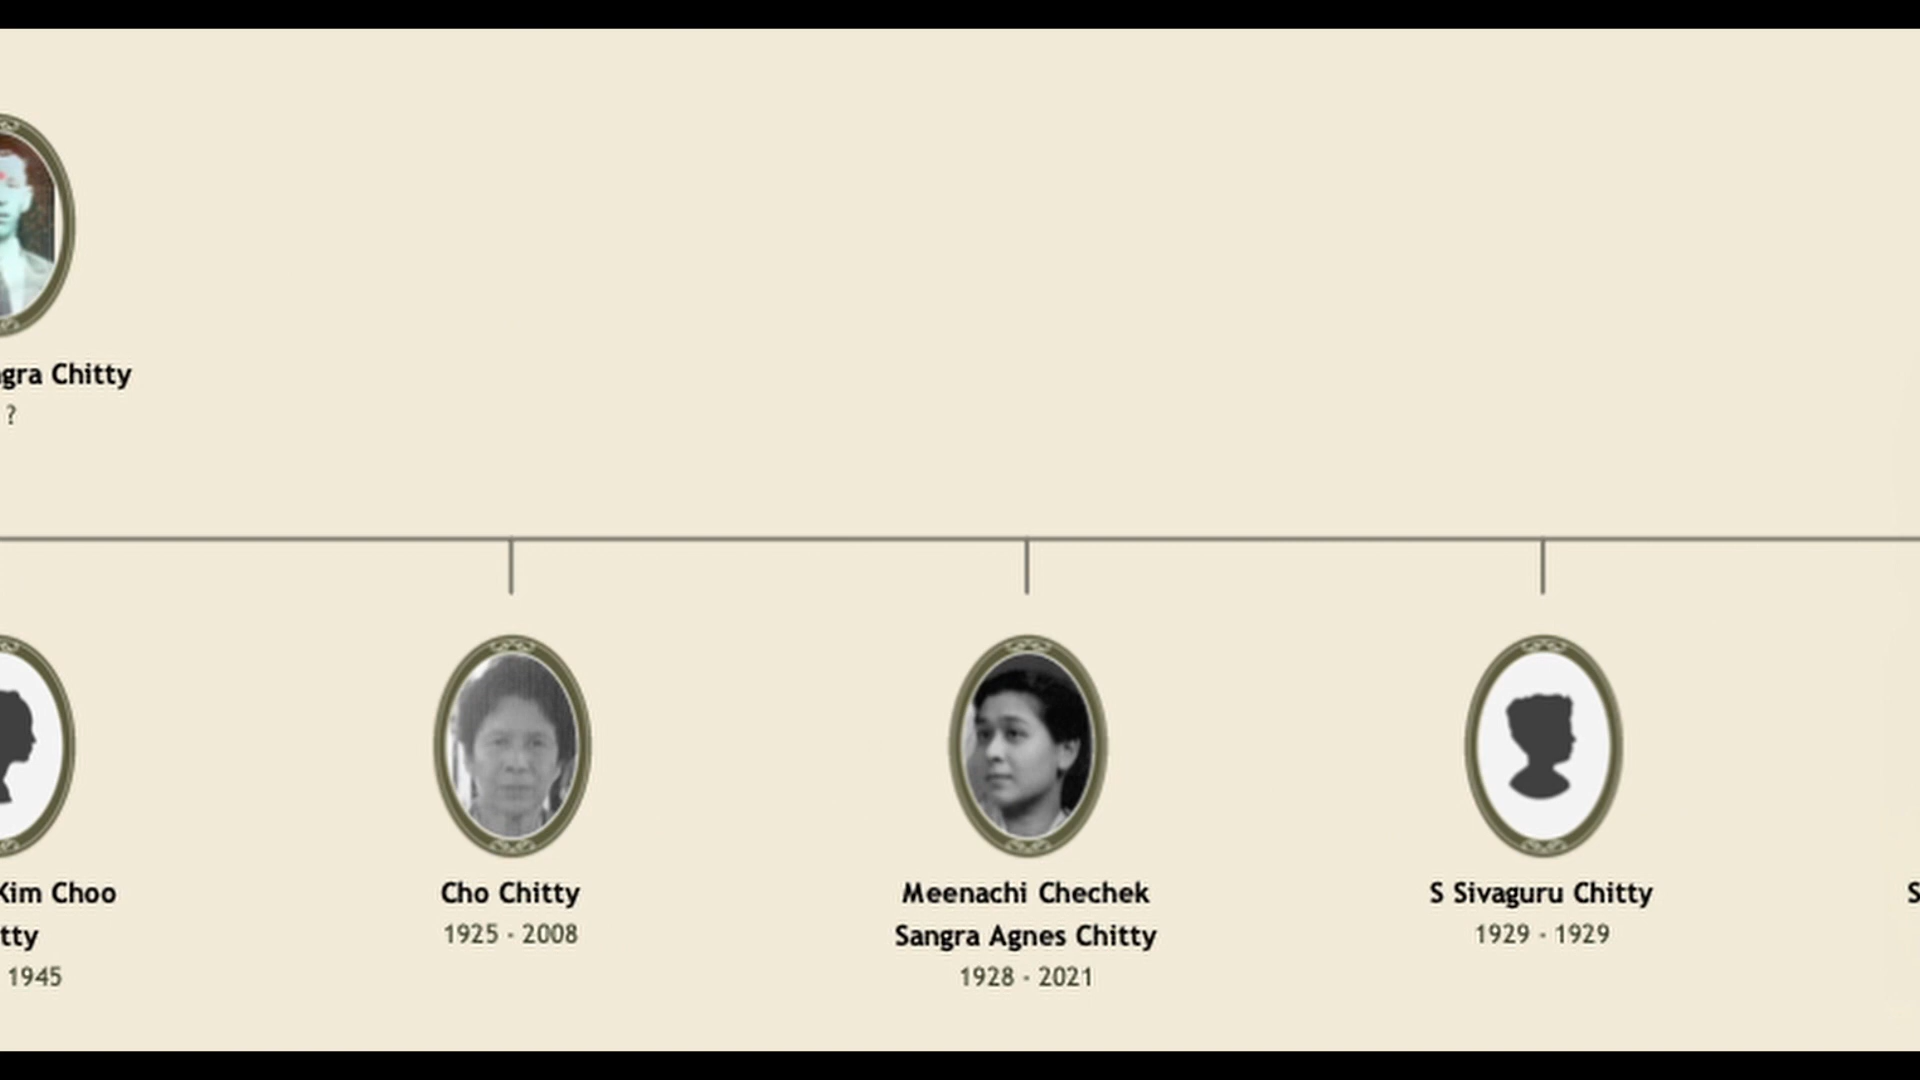 gra Chitty
?
Kim Choo
tty
1945
Cho Chitty
1925 - 2008
Meenachi Chechek
Sangra Agnes Chitty
1928 - 2021
S Sivaguru Chitty
1929 - 1929
S